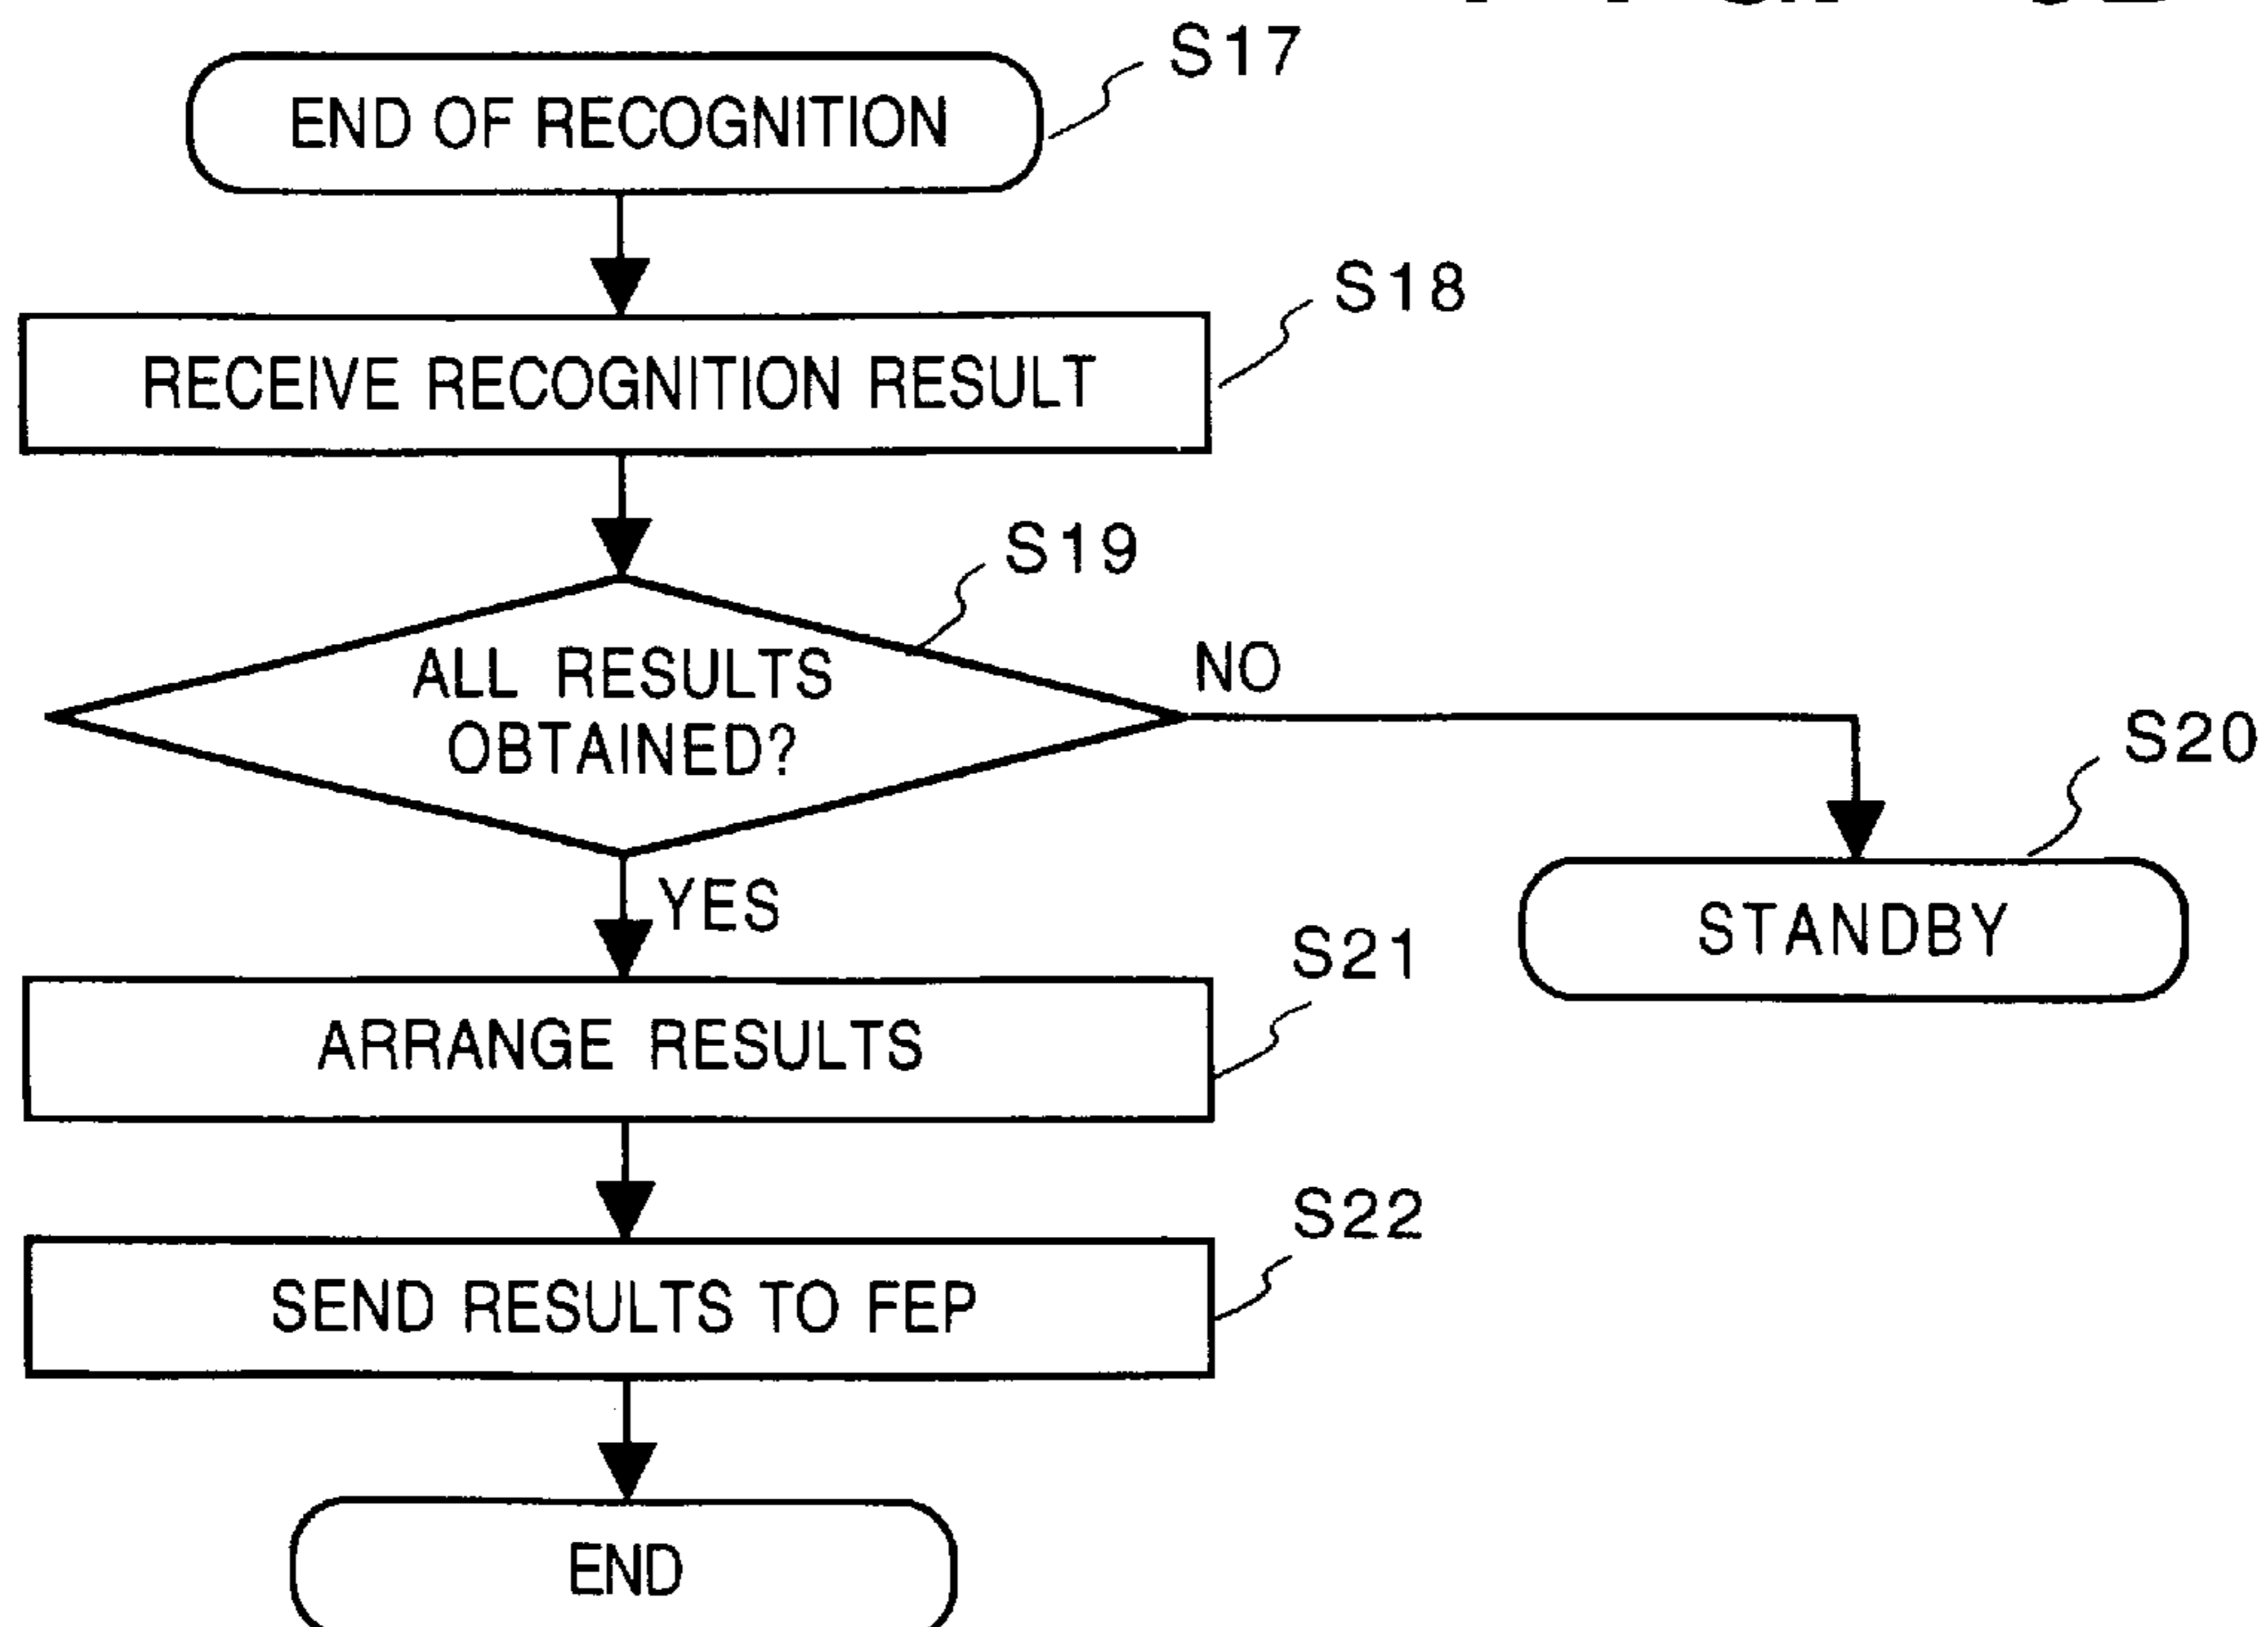 S17
END OF RECOGNITION
S18
RECEIVE RECOGNITION RESULT
S19
ALL RESULTS
OBTAINED?
NO
S20
STANDBY
YES
S21
ARRANGE RESULTS
S22
SEND RESULTS TO FEP
END